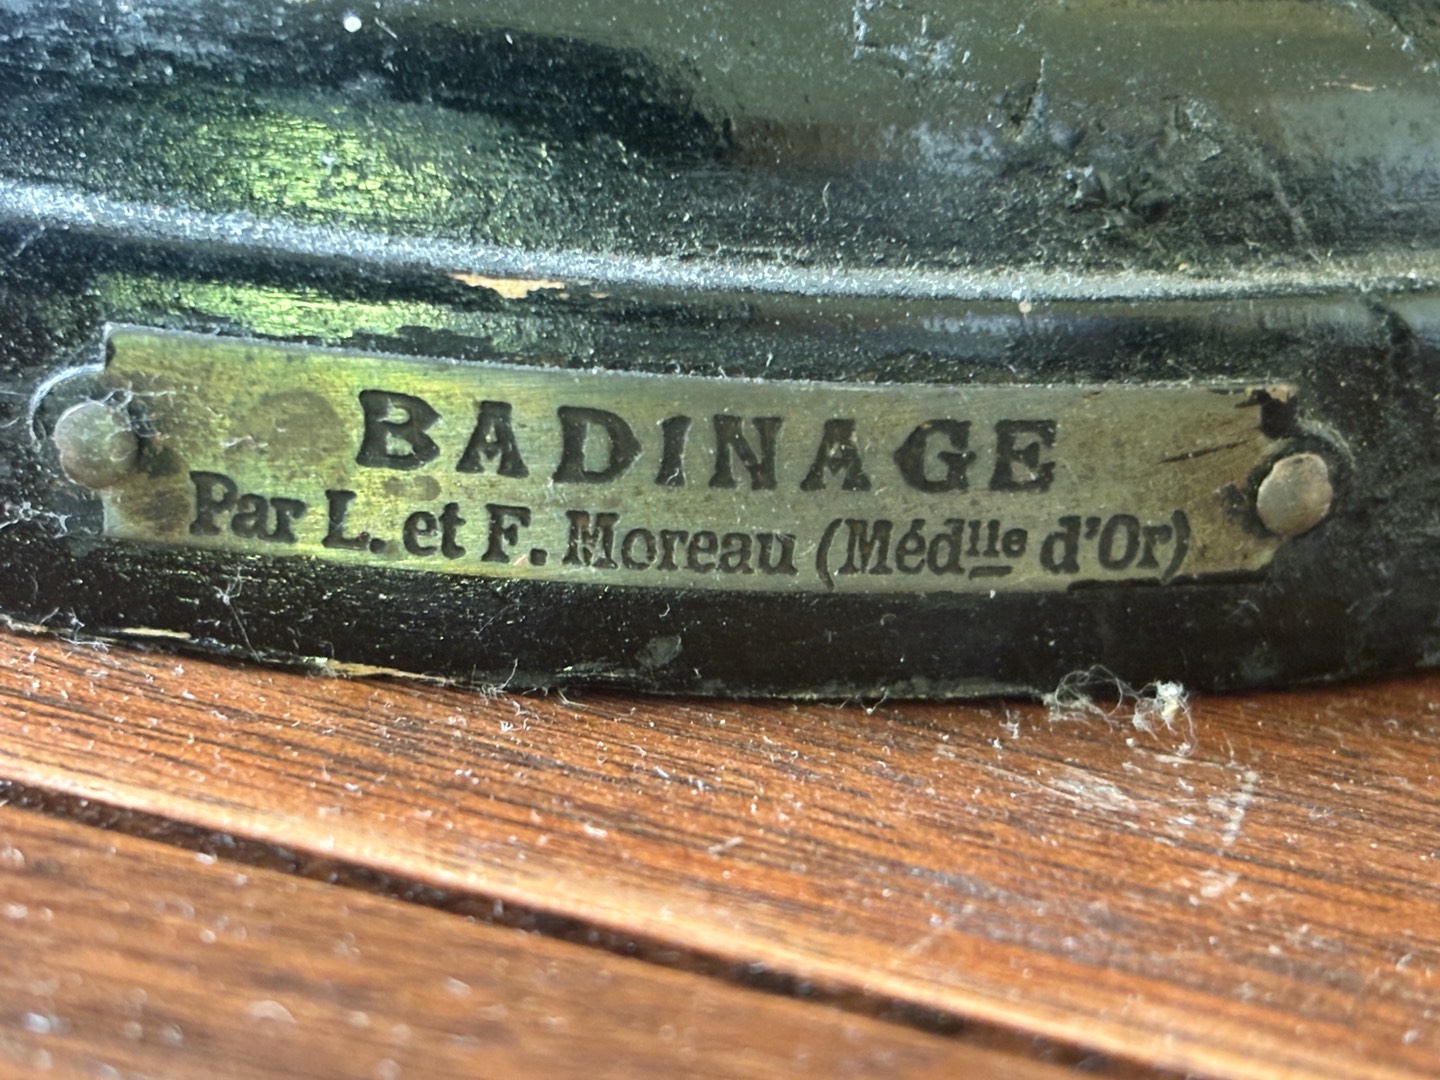 BADINAGE
Par L. et F. Moreau (Médlle d'Or)